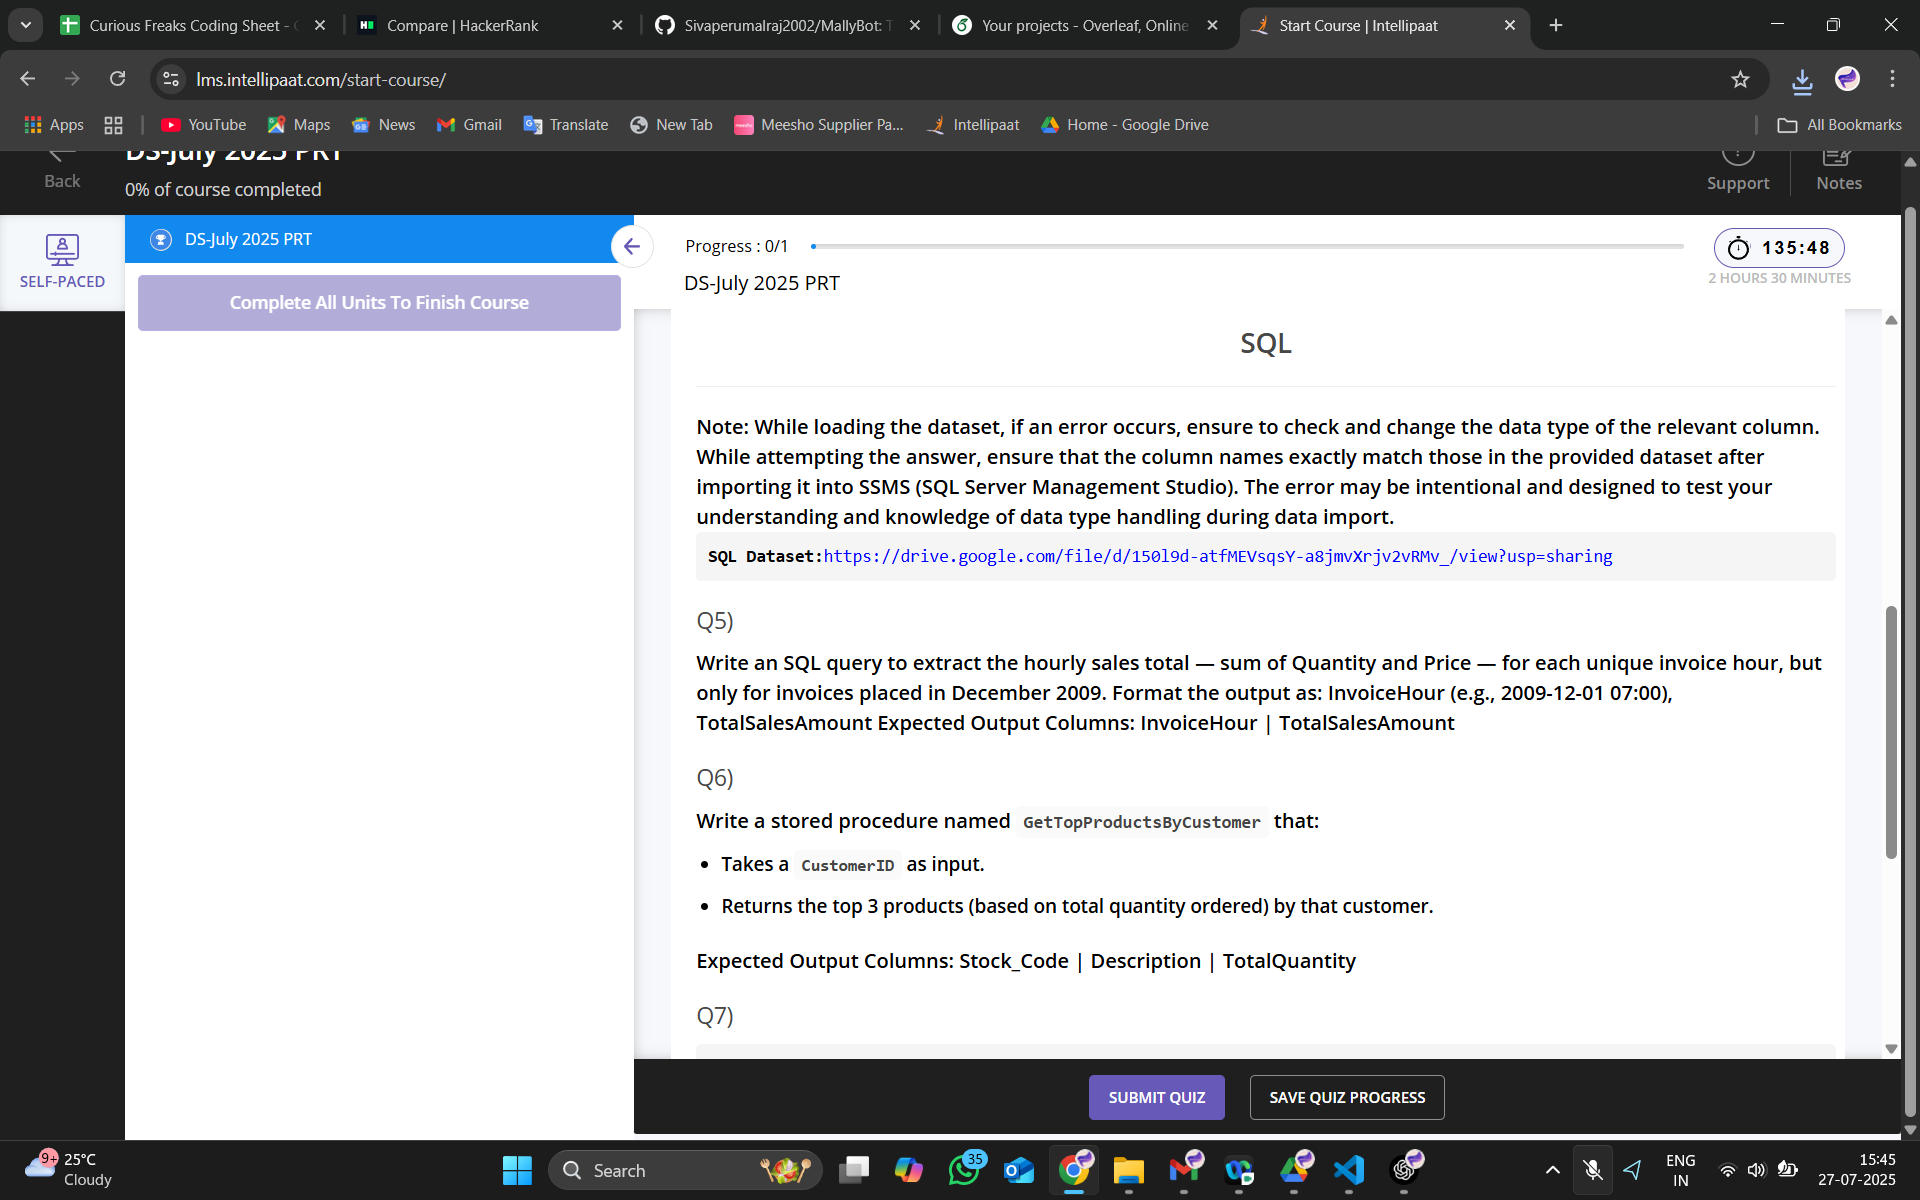 Curious Freaks Coding Sheet -
Compare | HackerRank
Sivaperumalraj2002/MallyBot: T
Your projects - Overleaf, Online
Start Course | Intellipaat
lms.intellipaat.com/start-course/
Apps
YouTube
Maps
News
Gmail
Translate
New Tab
Meesho Supplier Pa...
Intellipaat
Home - Google Drive
All Bookmarks
Back
DS-July 2025 PRT
0% of course completed
Support
Notes
SELF-PACED
DS-July 2025 PRT
Complete All Units To Finish Course
Progress : 0/1
135:48
2 HOURS 30 MINUTES
DS-July 2025 PRT
SQL
Note: While loading the dataset, if an error occurs, ensure to check and change the data type of the relevant column.
While attempting the answer, ensure that the column names exactly match those in the provided dataset after
importing it into SSMS (SQL Server Management Studio). The error may be intentional and designed to test your
understanding and knowledge of data type handling during data import.
SQL Dataset:https://drive.google.com/file/d/150l9d-atfMEVsqsY-a8jmvXrjv2vRMv_/view?usp=sharing
Q5)
Write an SQL query to extract the hourly sales total — sum of Quantity and Price — for each unique invoice hour, but
only for invoices placed in December 2009. Format the output as: InvoiceHour (e.g., 2009-12-01 07:00),
TotalSalesAmount Expected Output Columns: InvoiceHour | TotalSalesAmount
Q6)
Write a stored procedure named GetTopProductsByCustomer that:
• Takes a CustomerID as input.
• Returns the top 3 products (based on total quantity ordered) by that customer.
Expected Output Columns: Stock_Code | Description | TotalQuantity
Q7)
SUBMIT QUIZ
SAVE QUIZ PROGRESS
9+
25°C
Cloudy
Search
35
ENG
IN
15:45
27-07-2025